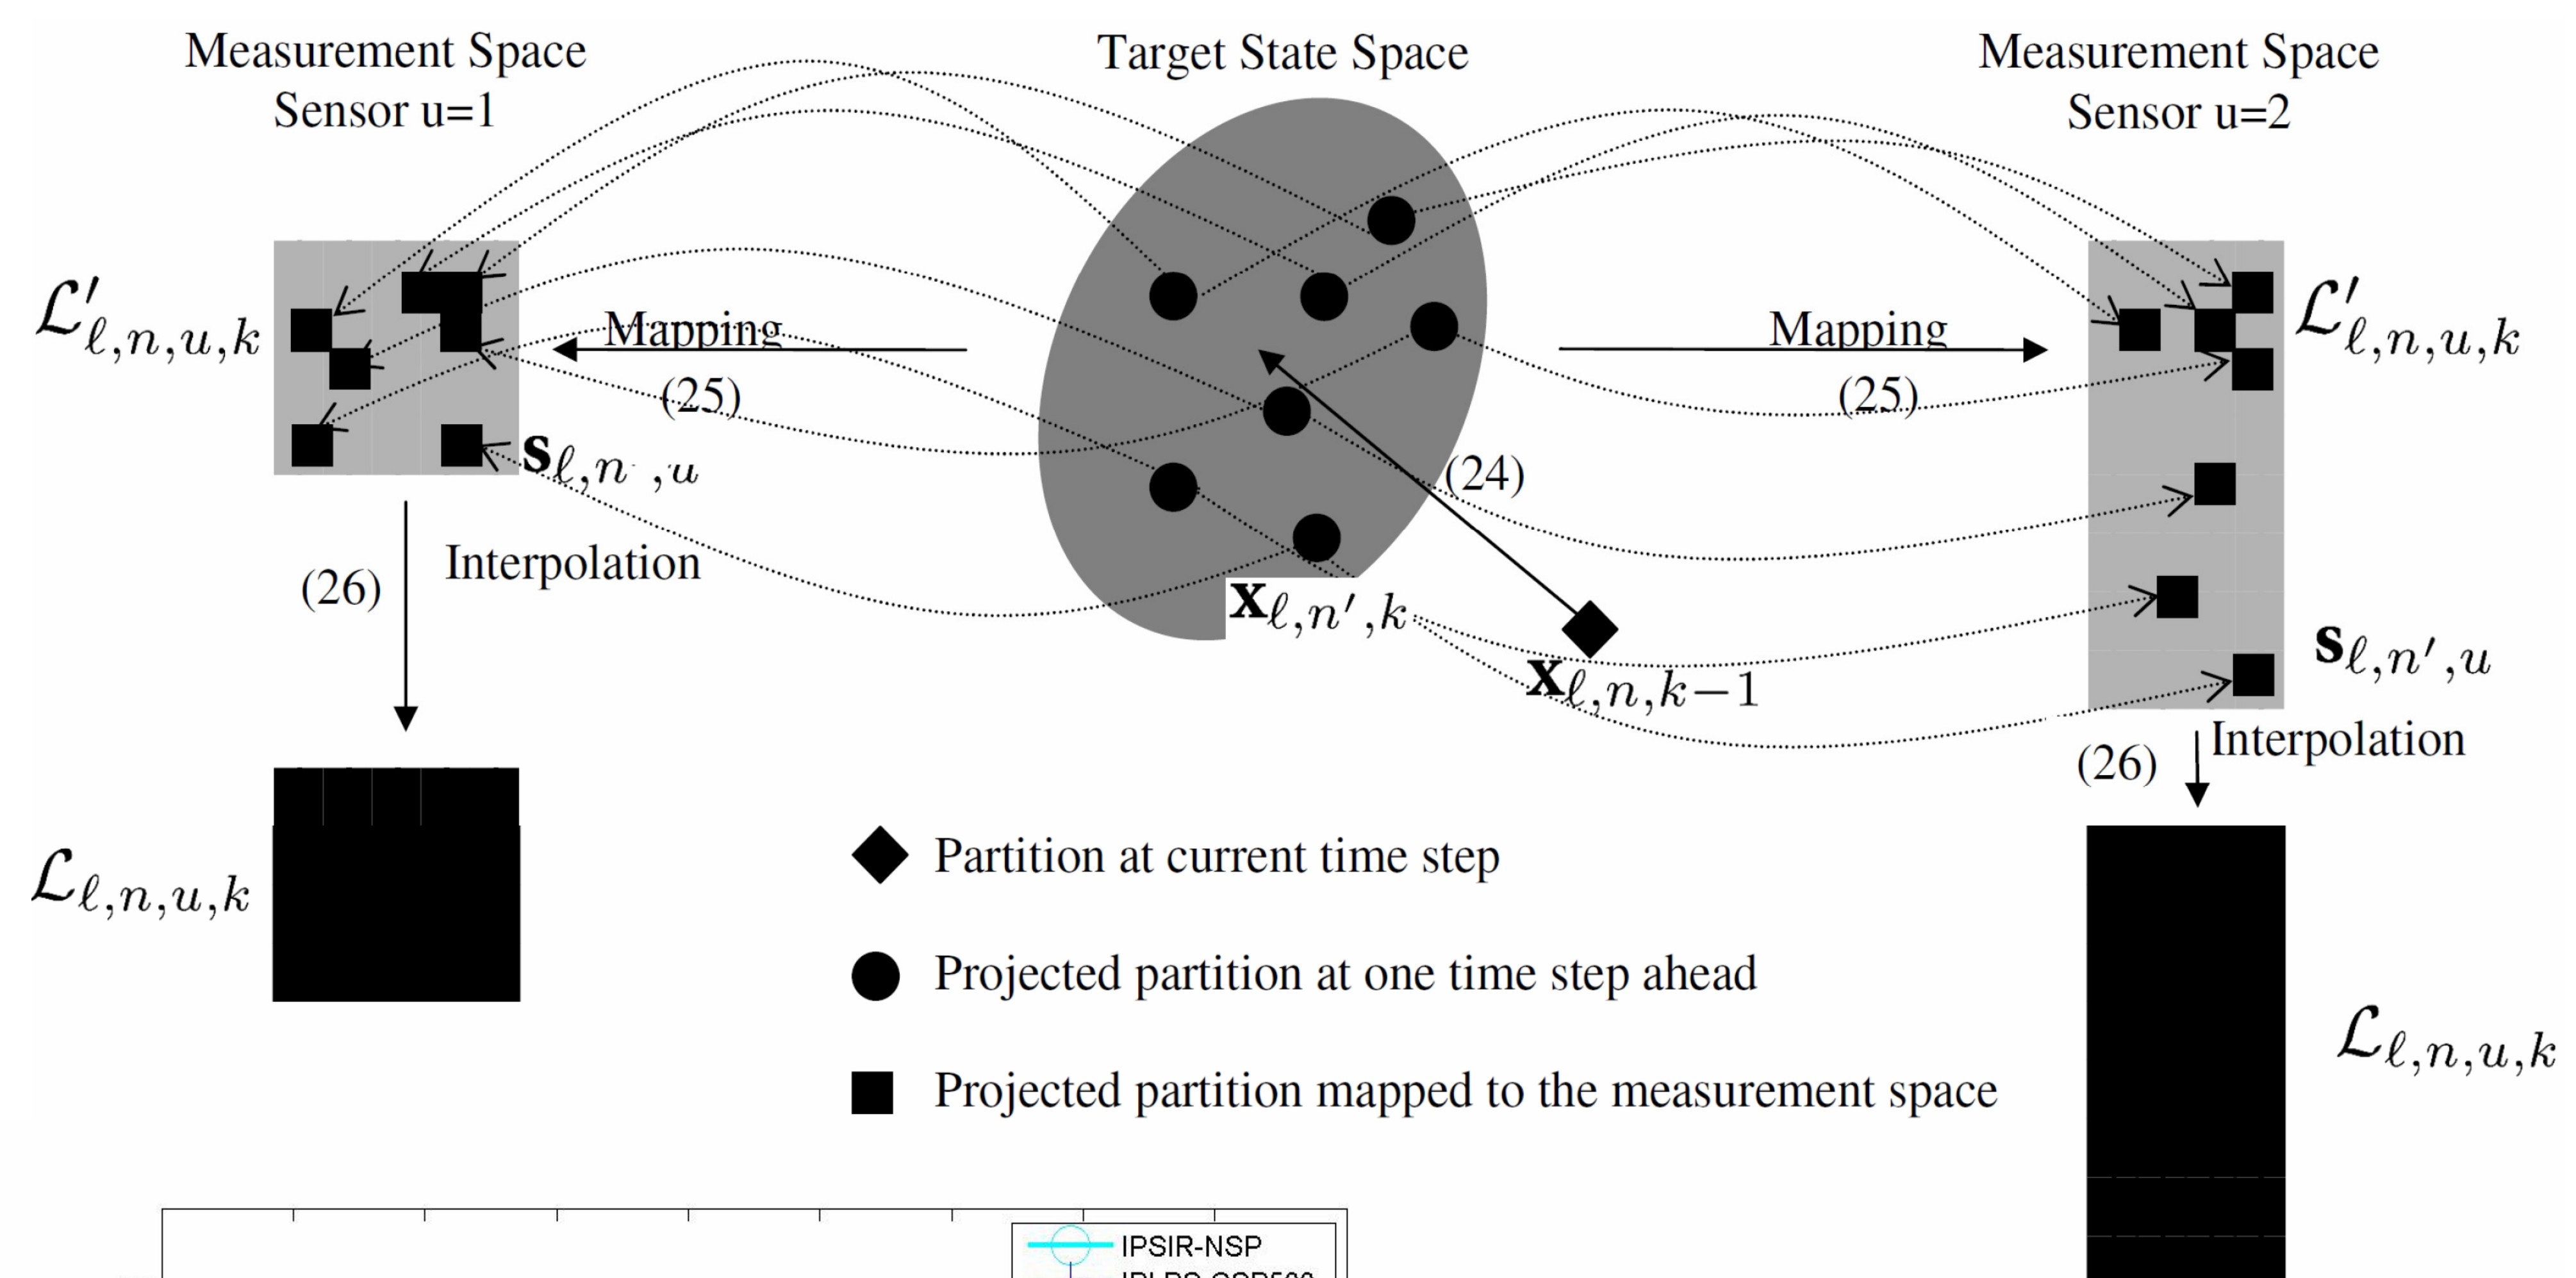 Measurement Space
Sensor u=1
Target State Space
Measurement Space
Sensor u=2
ℒ′ℓ,n,u,k
Mapping
(25)
Mapping
(25)
ℒ′ℓ,n,u,k
sℓ,n ,u
(24)
(26)
Interpolation
xℓ,n′,k
xℓ,n,k−1
sℓ,n′,u
(26)
Interpolation
ℒℓ,n,u,k
Partition at current time step
Projected partition at one time step ahead
ℒℓ,n,u,k
Projected partition mapped to the measurement space
IPSIR-NSP